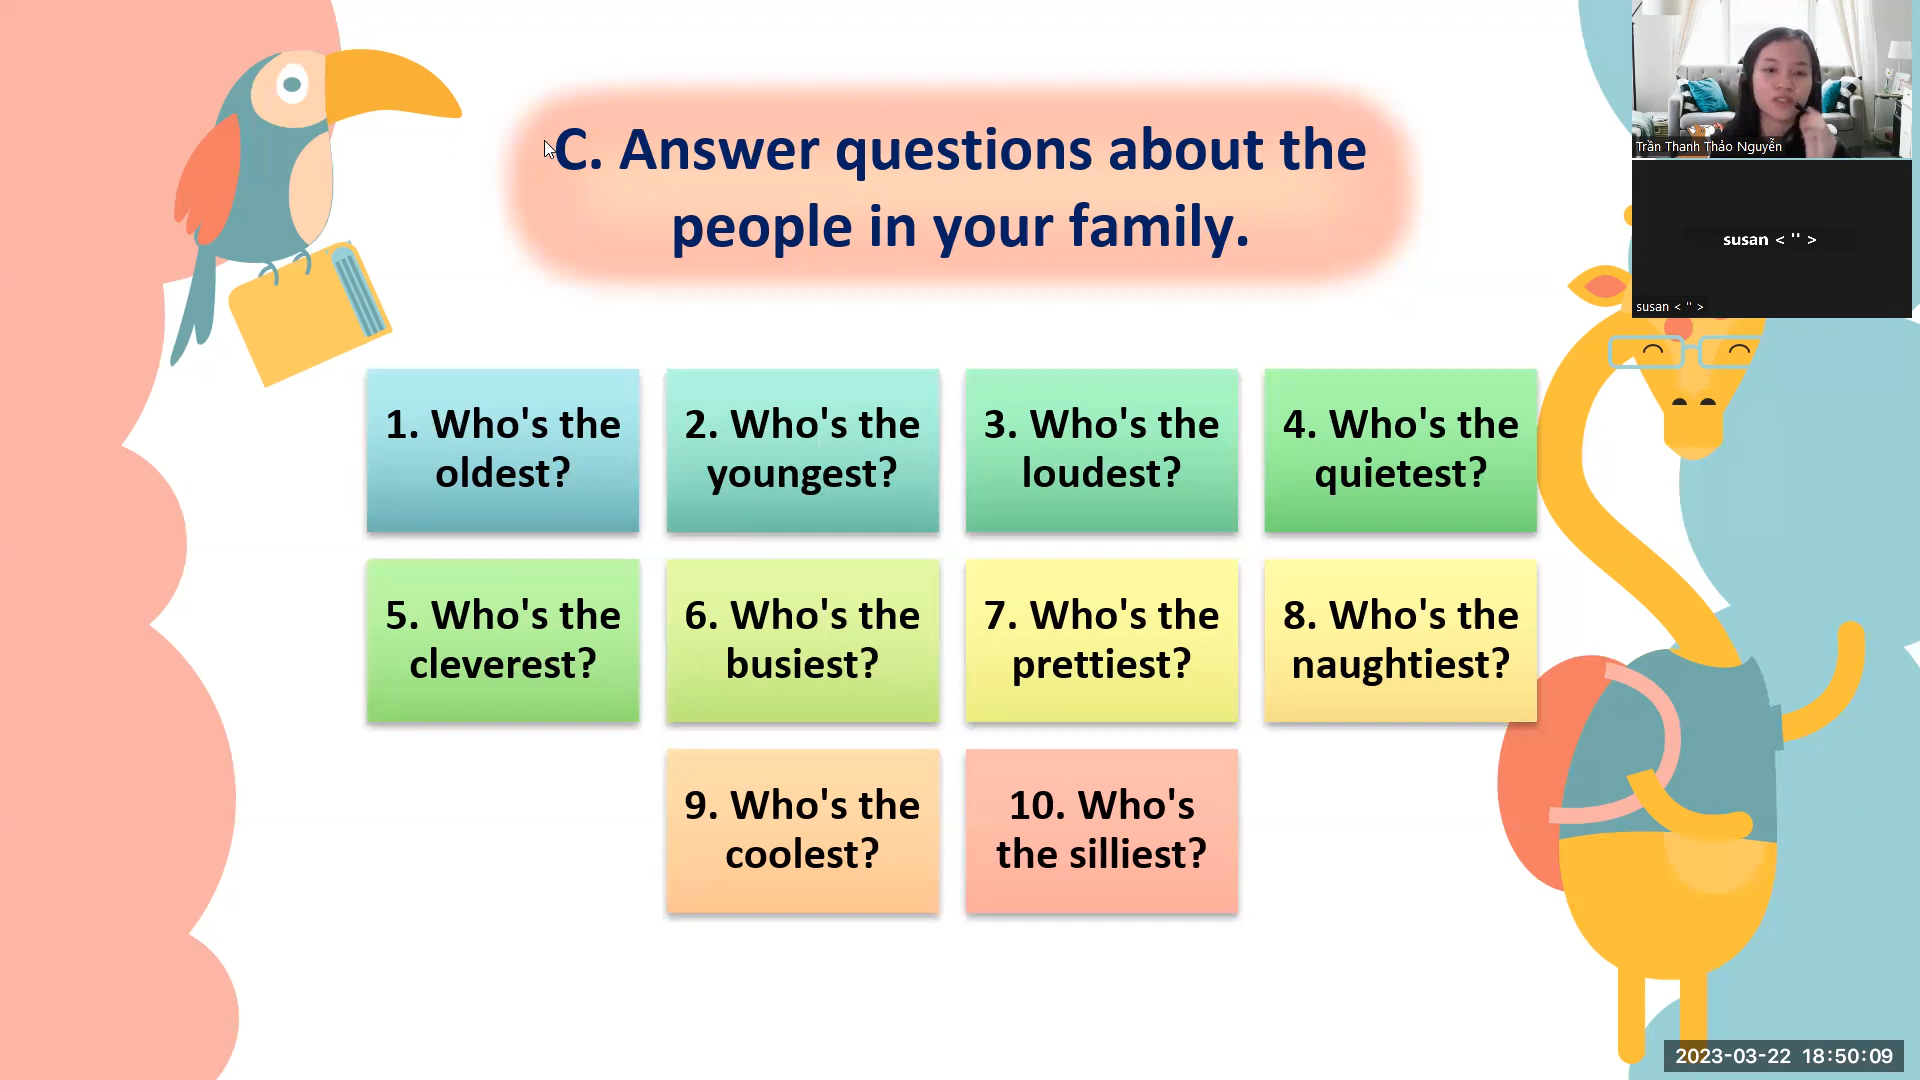 C. Answer questions about the
people in your family.
Trần Thanh Thảo Nguyễn
susan < '' >
susan < '' >
1. Who's the
oldest?
2. Who's the
youngest?
3. Who's the
loudest?
4. Who's the
quietest?
5. Who's the
cleverest?
6. Who's the
busiest?
7. Who's the
prettiest?
8. Who's the
naughtiest?
9. Who's the
coolest?
10. Who's
the silliest?
2023-03-22 18:50:09